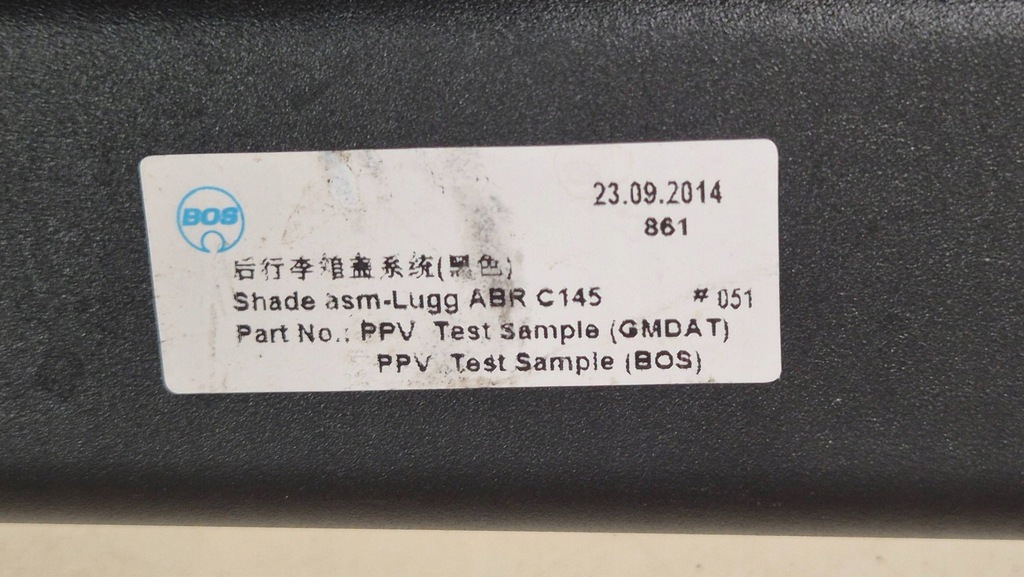 BOS
23.09.2014
861
后行李箱盖系统(黑色)
Shade asm-Lugg ABR C145 # 051
Part No.: PPV Test Sample (GMDAT)
PPV Test Sample (BOS)